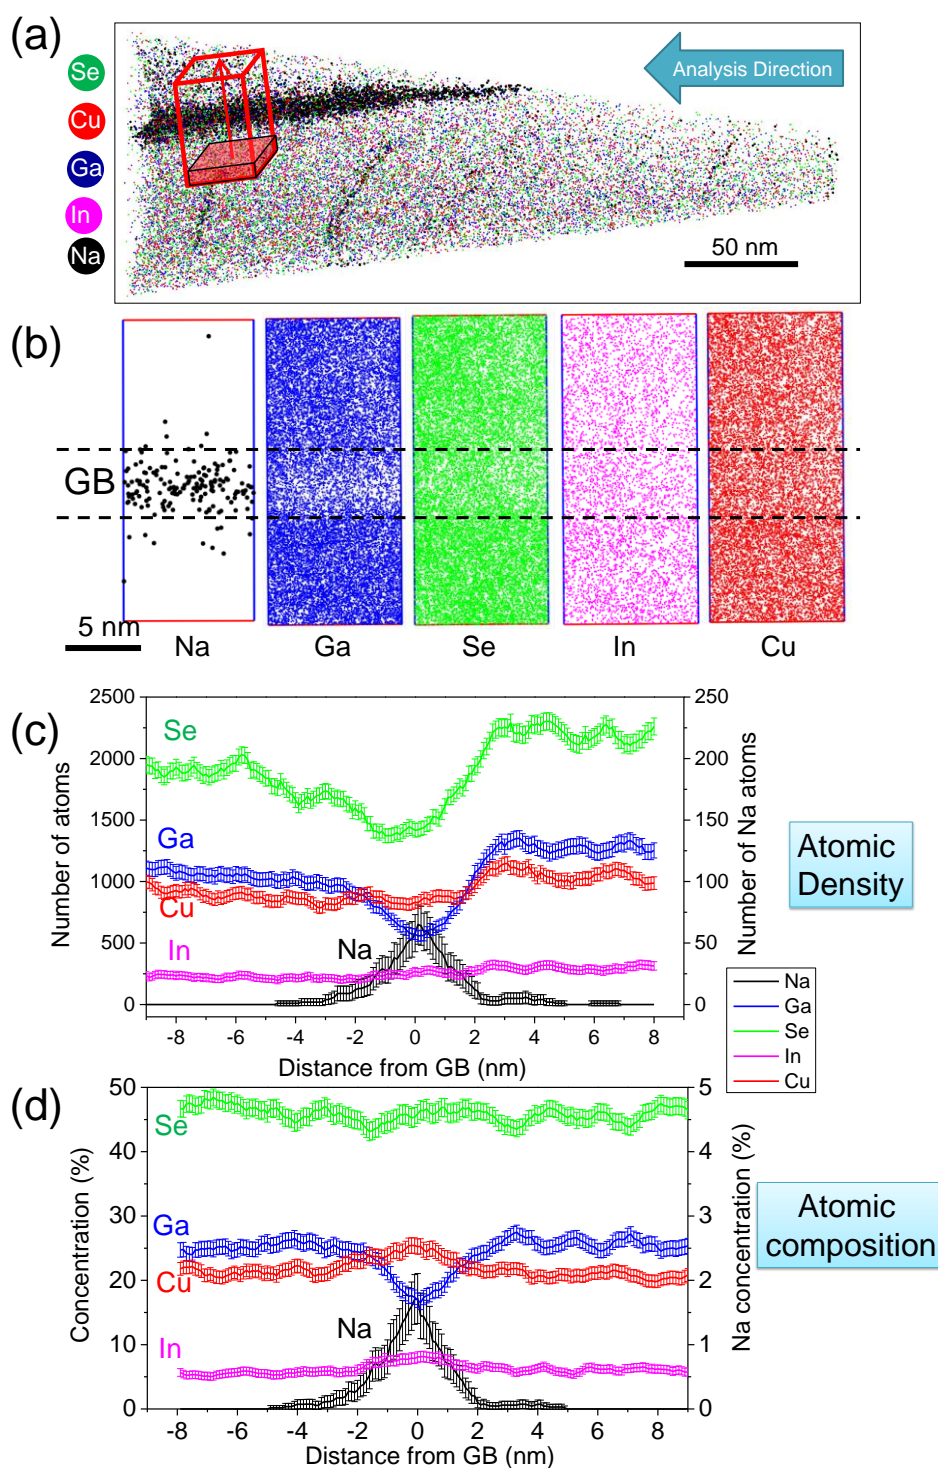 (a)
Se
Cu
Ga
In
Na
Analysis Direction
50 nm
(b)
GB
5 nm
Na
Ga
Se
In
Cu
(c)
2500
2000
1500
1000
500
0
Number of atoms
Se
Ga
Cu
In
Na
250
200
150
100
50
0
Number of Na atoms
-8
-6
-4
-2
0
2
4
6
8
Distance from GB (nm)
Atomic
Density
Na
Ga
Se
In
Cu
(d)
50
40
30
20
10
0
Concentration (%)
Se
Ga
Cu
In
Na
5
4
3
2
1
0
Na concentration (%)
-8
-6
-4
-2
0
2
4
6
8
Distance from GB (nm)
Atomic
composition